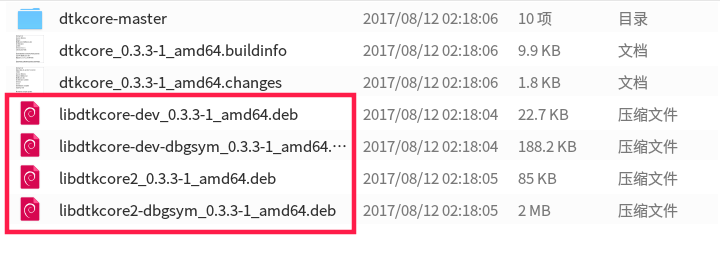 dtkcore-master 2017/08/12 02:18:06 10 项 目录
dtkcore_0.3.3-1_amd64.buildinfo 2017/08/12 02:18:06 9.9 KB 文档
dtkcore_0.3.3-1_amd64.changes 2017/08/12 02:18:06 1.8 KB 文档
libdtkcore-dev_0.3.3-1_amd64.deb 2017/08/12 02:18:04 22.7 KB 压缩文件
libdtkcore-dev-dbgsym_0.3.3-1_amd64.… 2017/08/12 02:18:04 188.2 KB 压缩文件
libdtkcore2_0.3.3-1_amd64.deb 2017/08/12 02:18:05 85 KB 压缩文件
libdtkcore2-dbgsym_0.3.3-1_amd64.deb 2017/08/12 02:18:05 2 MB 压缩文件